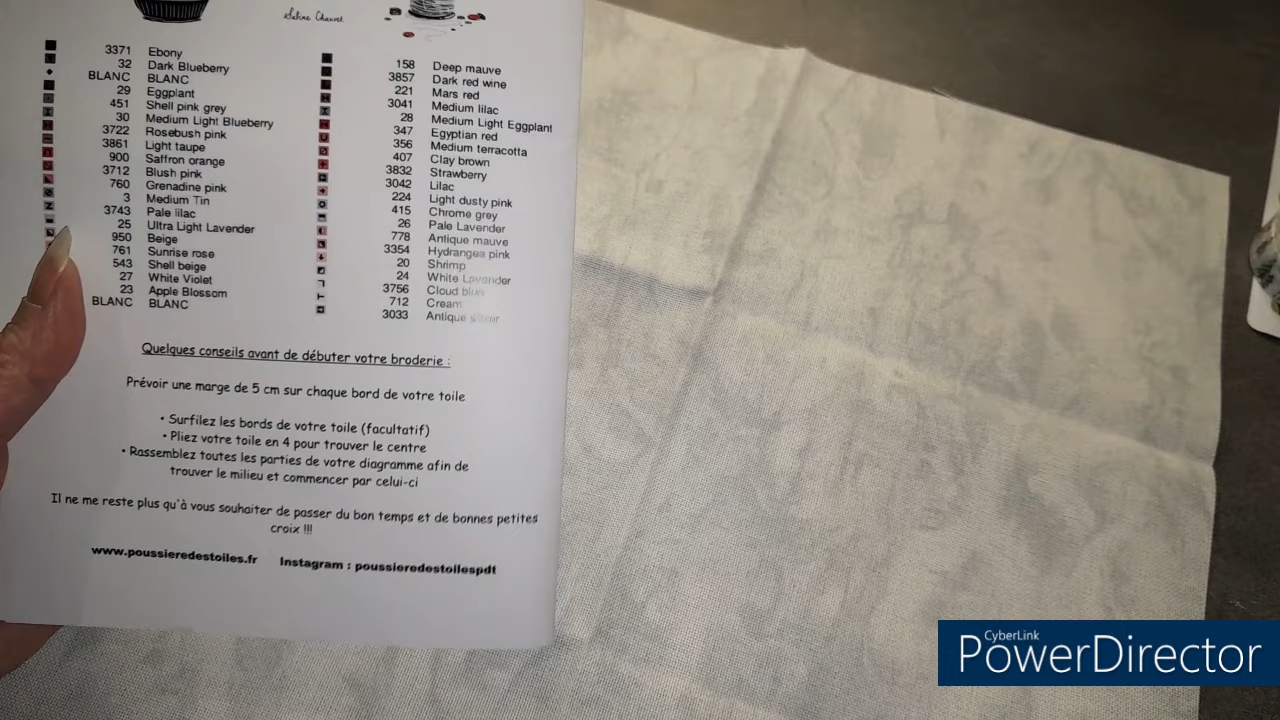 Saline Chauvet
3371 Ebony
32 Dark Blueberry
BLANC BLANC
29 Eggplant
451 Shell pink grey
30 Medium Light Blueberry
3722 Rosebush pink
3861 Light taupe
900 Saffron orange
3712 Blush pink
760 Grenadine pink
3 Medium Tin
3743 Pale lilac
25 Ultra Light Lavender
950 Beige
761 Sunrise rose
543 Shell beige
27 White Violet
23 Apple Blossom
BLANC BLANC
158 Deep mauve
3857 Dark red wine
221 Mars red
3041 Medium lilac
28 Medium Light Eggplant
347 Egyptian red
356 Medium terracotta
407 Clay brown
3832 Strawberry
3042 Lilac
224 Light dusty pink
415 Chrome grey
26 Pale Lavender
778 Antique mauve
3354 Hydrangea pink
20 Shrimp
24 White Lavender
3756 Cloud blue
712 Cream
3033 Antique silver
Quelques conseils avant de débuter votre broderie :
Prévoir une marge de 5 cm sur chaque bord de votre toile
• Surfilez les bords de votre toile (facultatif)
• Pliez votre toile en 4 pour trouver le centre
• Rassemblez toutes les parties de votre diagramme afin de
trouver le milieu et commencer par celui-ci
Il ne me reste plus qu'à vous souhaiter de passer du bon temps et de bonnes petites
croix !!!
www.poussieredestoiles.fr Instagram : poussieredestoilespdt
CyberLink
PowerDirector